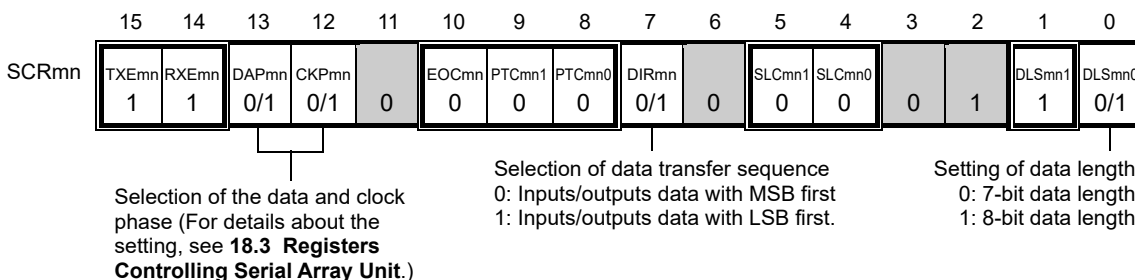 15 14 13 12 11 10 9 8 7 6 5 4 3 2 1 0
SCRmn
TXEmn RXEmn DAPmn CKPmn EOCmn PTCmn1 PTCmn0 DIRmn SLCmn1 SLCmn0 DLSmn1 DLSmn0
1 1 0/1 0/1 0 0 0 0 0/1 0 0 0 0 1 1 0/1
Selection of the data and clock
phase (For details about the
setting, see 18.3 Registers
Controlling Serial Array Unit.)
Selection of data transfer sequence
0: Inputs/outputs data with MSB first
1: Inputs/outputs data with LSB first.
Setting of data length
0: 7-bit data length
1: 8-bit data length